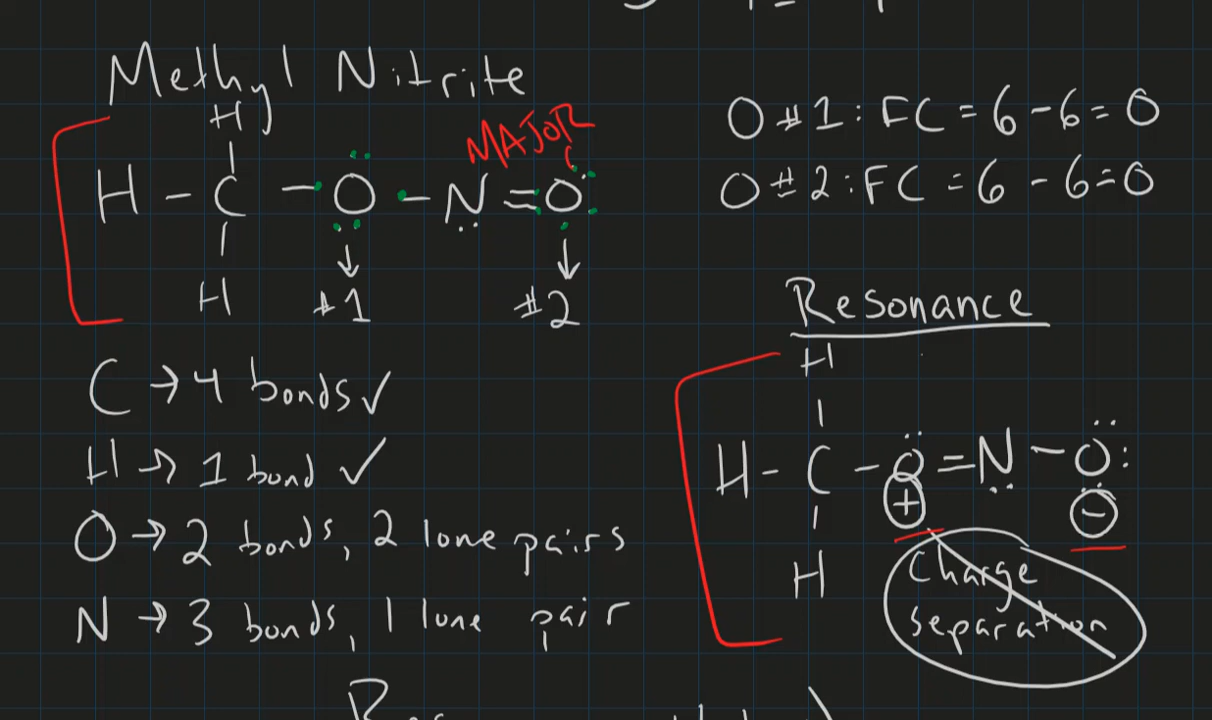 Methyl Nitrite
H
MAJOR
H - C - O - N = O
H #1 #2
C → 4 bonds ✓
H → 1 bond ✓
O → 2 bonds, 2 lone pairs
N → 3 bonds, 1 lone pair
O #1: FC = 6 - 6 = 0
O #2: FC = 6 - 6 = 0
Resonance
H
H - C - O = N - O:
+ -
H
Charge
Separation